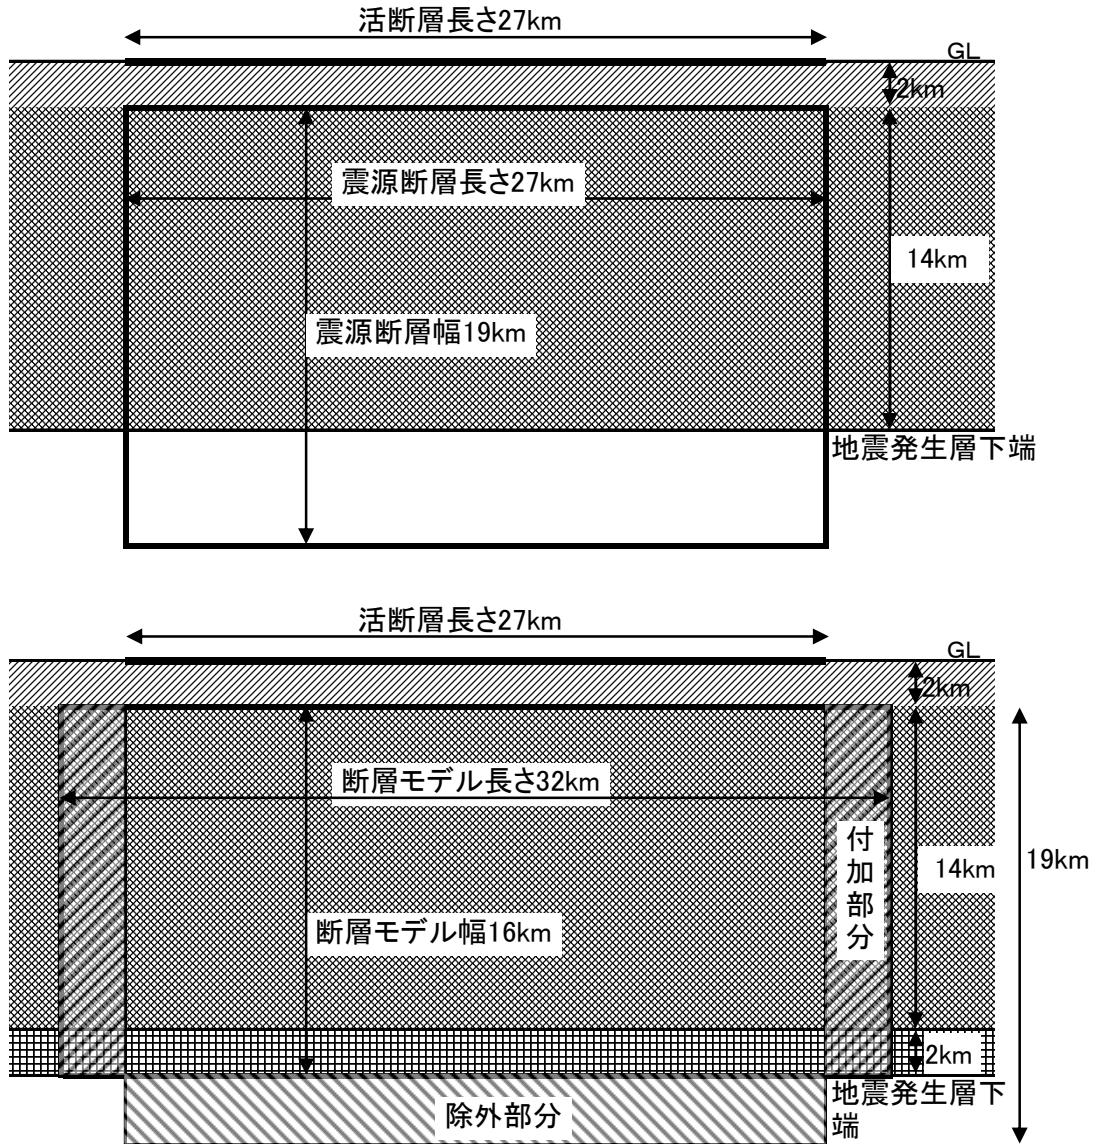 活断層長さ27km
GL
2km
震源断層長さ27km
14km
震源断層幅19km
地震発生層下端
活断層長さ27km
GL
2km
断層モデル長さ32km
付加部分
14km
19km
断層モデル幅16km
2km
地震発生層下
端
除外部分